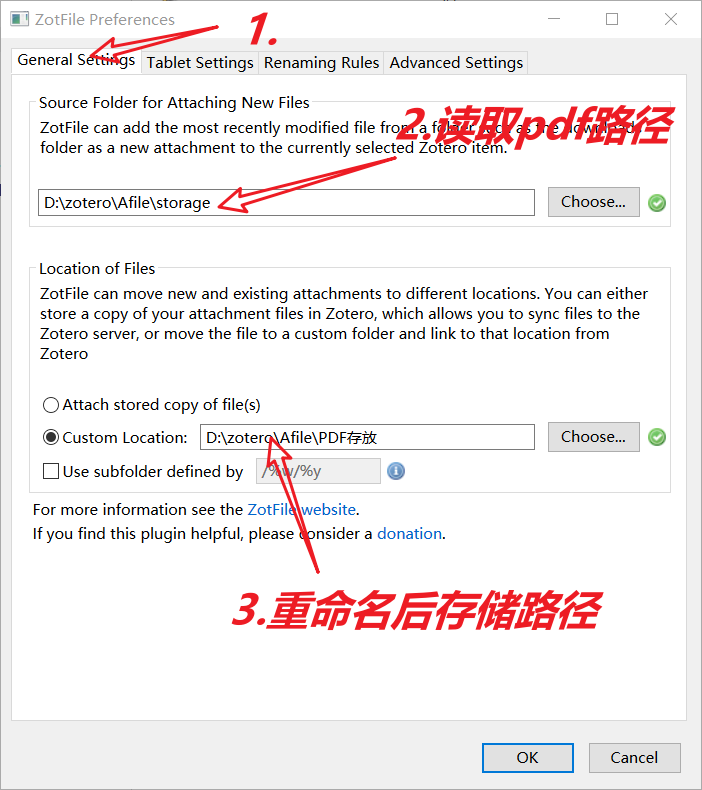 ZotFile Preferences
1.
General Settings Tablet Settings Renaming Rules Advanced Settings
Source Folder for Attaching New Files
2.读取pdf路径
ZotFile can add the most recently modified file from a folder such as the downloads
folder as a new attachment to the currently selected Zotero item.
D:\zotero\Afile\storage Choose...
Location of Files
ZotFile can move new and existing attachments to different locations. You can either
store a copy of your attachment files in Zotero, which allows you to sync files to the
Zotero server, or move the file to a custom folder and link to that location from
Zotero
Attach stored copy of file(s)
Custom Location: D:\zotero\Afile\PDF存放 Choose...
Use subfolder defined by /%w/%y
For more information see the ZotFile website.
If you find this plugin helpful, please consider a donation.
3.重命名后存储路径
OK Cancel